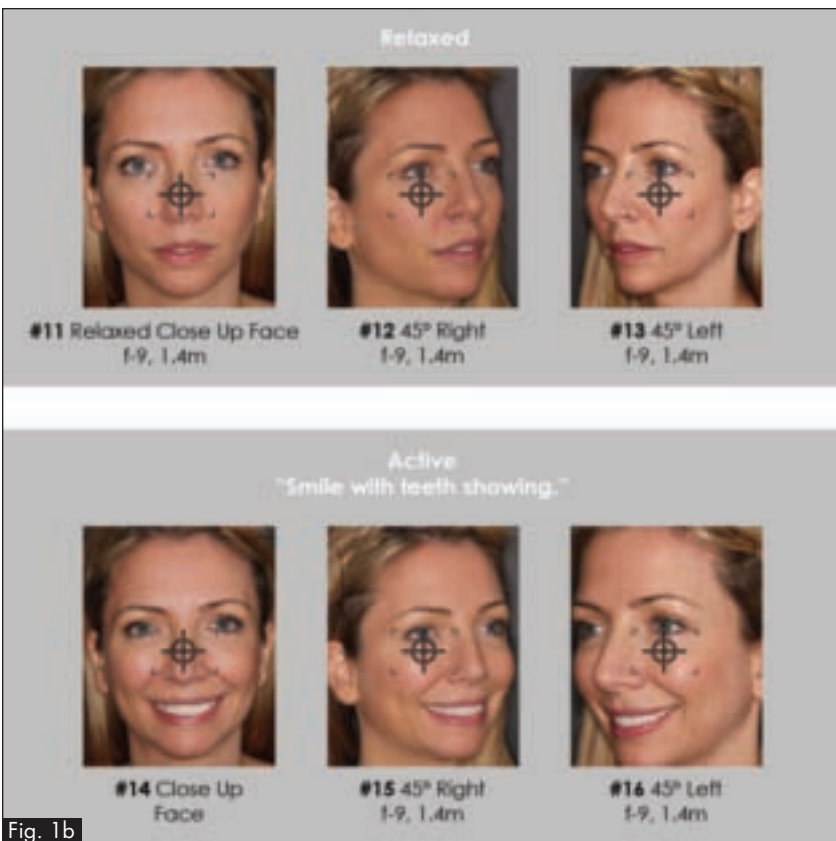 Relaxed
#11 Relaxed Close Up Face
f-9, 1.4m
#12 45° Right
f-9, 1.4m
#13 45° Left
f-9, 1.4m
Active
"Smile with teeth showing."
#14 Close Up
Face
#15 45° Right
f-9, 1.4m
#16 45° Left
f-9, 1.4m
Fig. 1b